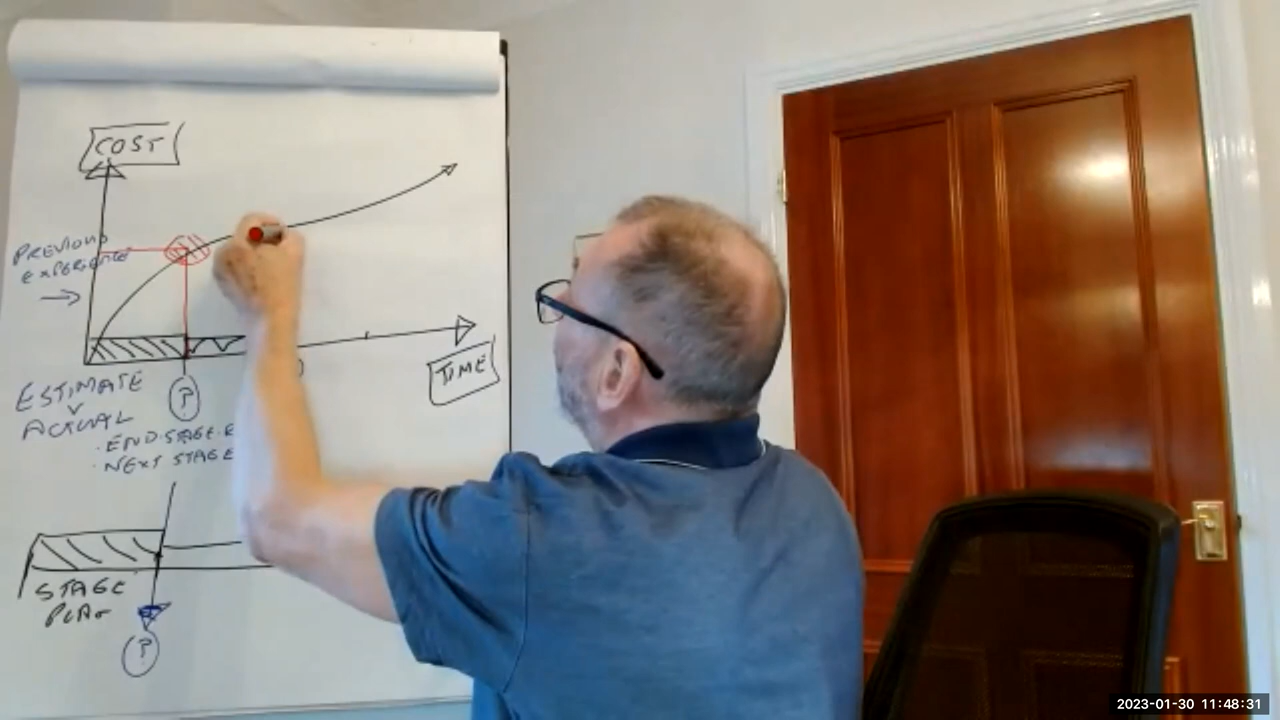 COST
PREVIOUS
EXPERIENCE
TIME
ESTIMATE
V
ACTUAL
?
· END STAGE E
· NEXT STAGE
STAGE
PLAN
?
2023-01-30 11:48:31